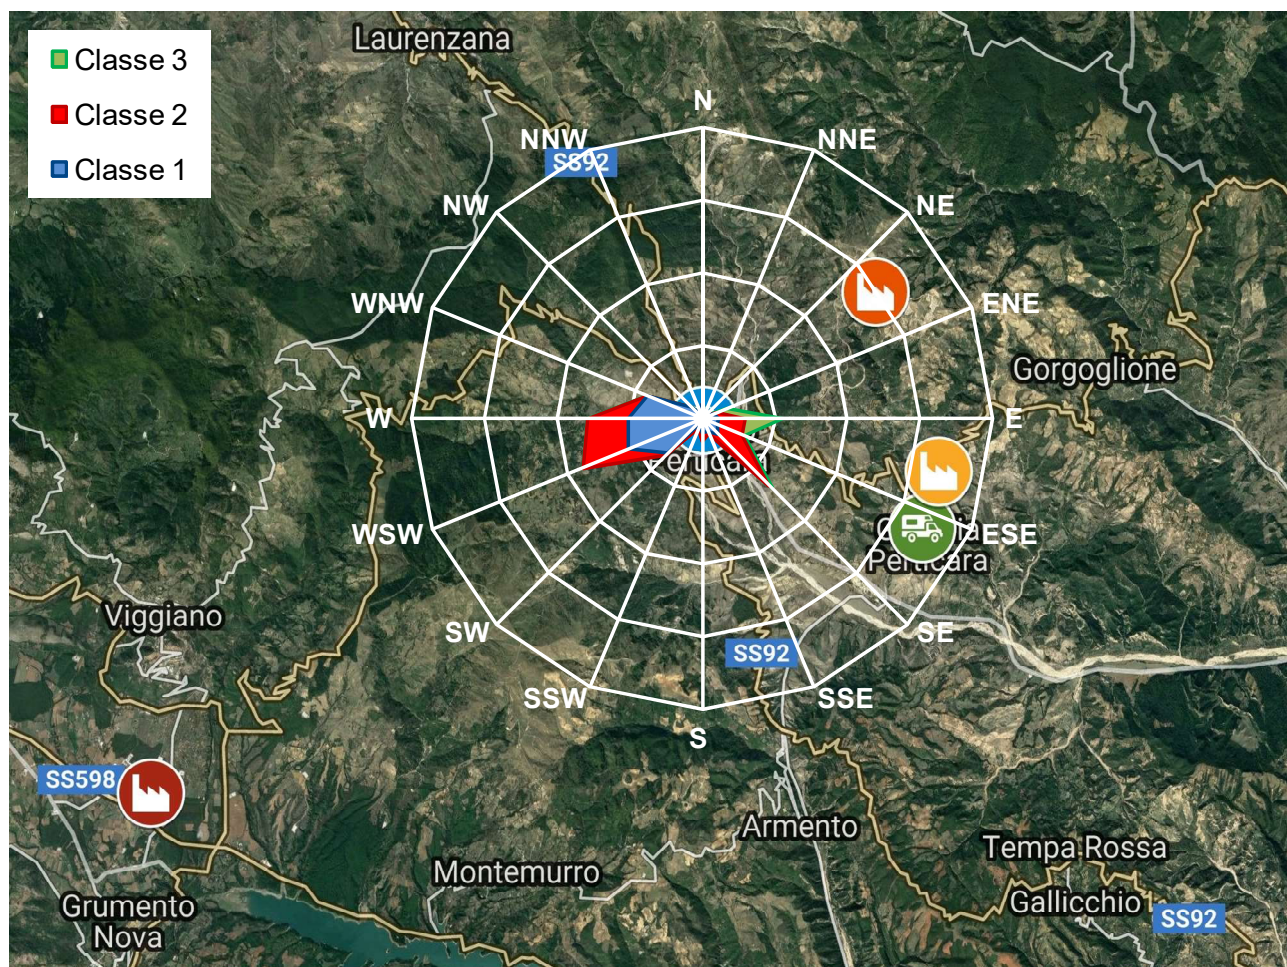 Laurenzana
Classe 3
Classe 2
Classe 1
N
NNW
NNE
SS92
NW
NE
WNW
ENE
Gorgoglione
W
E
WSW
ESE
Perticara
Viggiano
SW
SE
SS92
SSW
SSE
S
SS598
Armento
Tempa Rossa
Montemurro
Gallicchio
Grumento
Nova
SS92